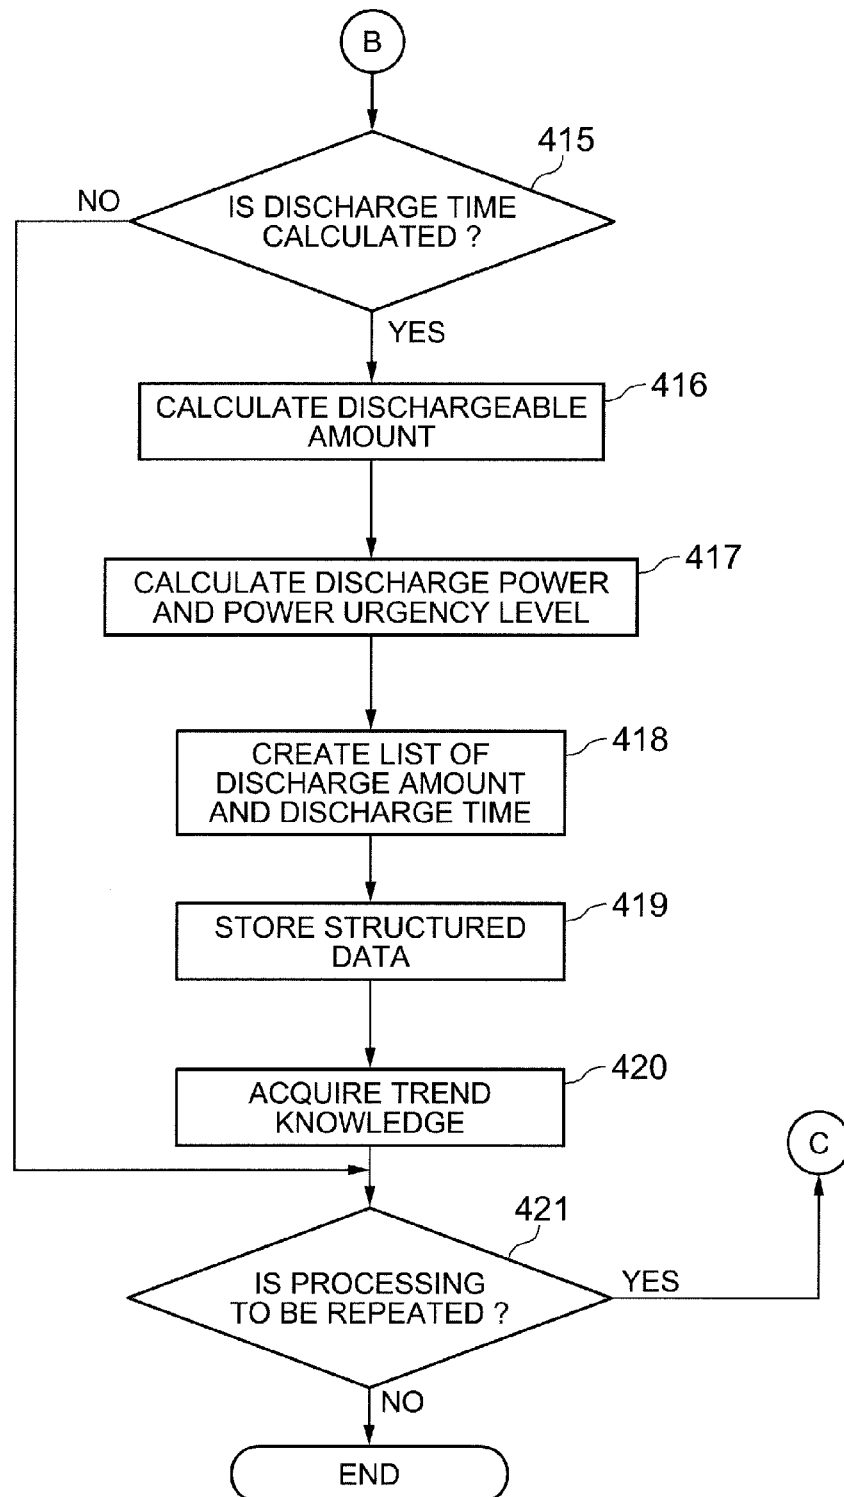 B
415
NO
IS DISCHARGE TIME
CALCULATED ?
YES
416
CALCULATE DISCHARGEABLE
AMOUNT
417
CALCULATE DISCHARGE POWER
AND POWER URGENCY LEVEL
418
CREATE LIST OF
DISCHARGE AMOUNT
AND DISCHARGE TIME
419
STORE STRUCTURED
DATA
420
ACQUIRE TREND
KNOWLEDGE
C
421
IS PROCESSING
TO BE REPEATED ?
YES
NO
END